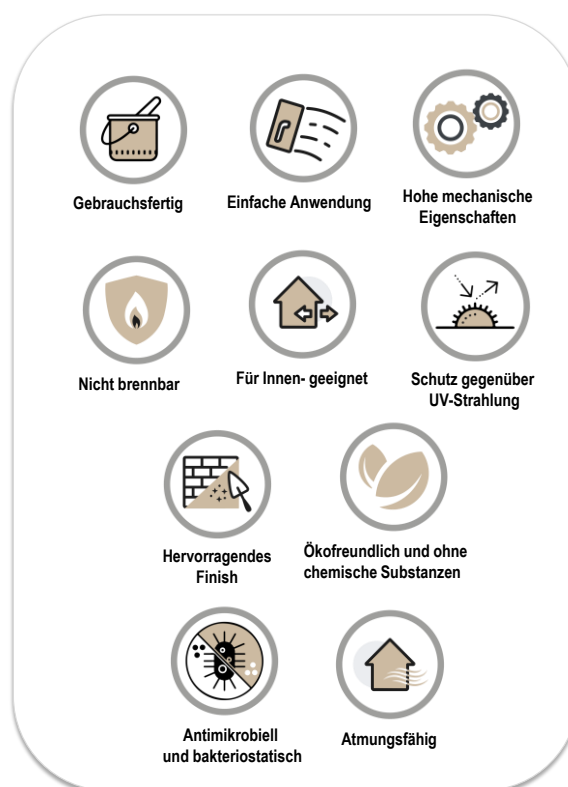 Gebrauchsfertig
Einfache Anwendung
Hohe mechanische
Eigenschaften
Nicht brennbar
Für Innen- geeignet
Schutz gegenüber
UV-Strahlung
Hervorragendes
Finish
Ökofreundlich und ohne
chemische Substanzen
Antimikrobiell
und bakteriostatisch
Atmungsfähig